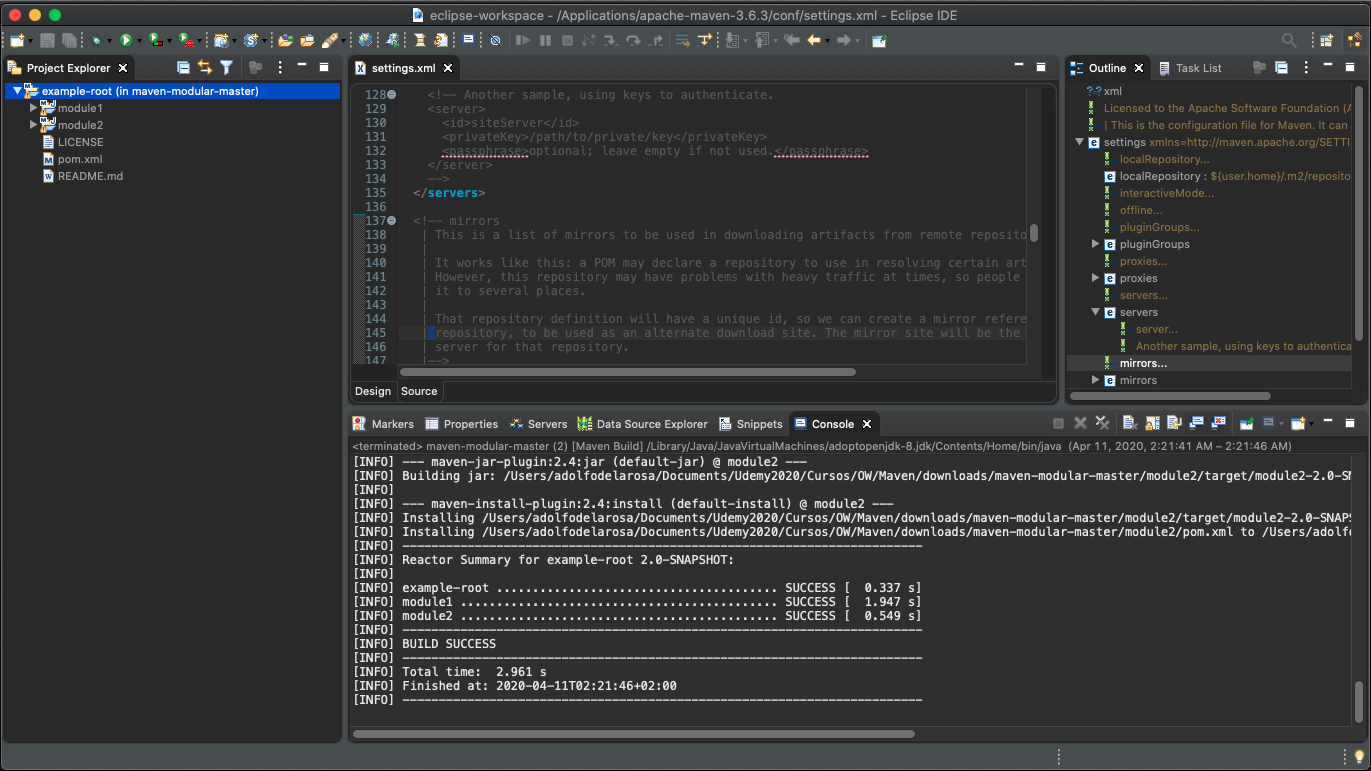 eclipse-workspace - /Applications/apache-maven-3.6.3/conf/settings.xml - Eclipse IDE
Project Explorer
example-root (in maven-modular-master)
module1
module2
LICENSE
pom.xml
README.md
settings.xml
128 <!-- Another sample, using keys to authenticate.
129 <server>
130 <id>siteServer</id>
131 <privateKey>/path/to/private/key</privateKey>
132 <passphrase>optional; leave empty if not used.</passphrase>
133 </server>
134 -->
135 </servers>
136
137 <!-- mirrors
138 | This is a list of mirrors to be used in downloading artifacts from remote reposito
139 |
140 | It works like this: a POM may declare a repository to use in resolving certain art
141 | However, this repository may have problems with heavy traffic at times, so people
142 | it to several places.
143 |
144 | That repository definition will have a unique id, so we can create a mirror refere
145 | repository, to be used as an alternate download site. The mirror site will be the
146 | server for that repository.
147 |-->
Design
Source
Outline
Task List
?=? xml
Licensed to the Apache Software Foundation (A
| This is the configuration file for Maven. It can
settings xmlns=http://maven.apache.org/SETTI
localRepository...
localRepository : ${user.home}/.m2/reposito
interactiveMode...
offline...
pluginGroups...
pluginGroups
proxies...
proxies
servers...
servers
server...
Another sample, using keys to authentica
mirrors...
mirrors
Markers
Properties
Servers
Data Source Explorer
Snippets
Console
<terminated> maven-modular-master (2) [Maven Build] /Library/Java/JavaVirtualMachines/adoptopenjdk-8.jdk/Contents/Home/bin/java (Apr 11, 2020, 2:21:41 AM – 2:21:46 AM)
[INFO] --- maven-jar-plugin:2.4:jar (default-jar) @ module2 ---
[INFO] Building jar: /Users/adolfodelarosa/Documents/Udemy2020/Cursos/OW/Maven/downloads/maven-modular-master/module2/target/module2-2.0-SN
[INFO]
[INFO] --- maven-install-plugin:2.4:install (default-install) @ module2 ---
[INFO] Installing /Users/adolfodelarosa/Documents/Udemy2020/Cursos/OW/Maven/downloads/maven-modular-master/module2/target/module2-2.0-SNAPS
[INFO] Installing /Users/adolfodelarosa/Documents/Udemy2020/Cursos/OW/Maven/downloads/maven-modular-master/module2/pom.xml to /Users/adolfo
[INFO] ------------------------------------------------------------------------
[INFO] Reactor Summary for example-root 2.0-SNAPSHOT:
[INFO]
[INFO] example-root ....................................... SUCCESS [  0.337 s]
[INFO] module1 ............................................ SUCCESS [  1.947 s]
[INFO] module2 ............................................ SUCCESS [  0.549 s]
[INFO] ------------------------------------------------------------------------
[INFO] BUILD SUCCESS
[INFO] ------------------------------------------------------------------------
[INFO] Total time:  2.961 s
[INFO] Finished at: 2020-04-11T02:21:46+02:00
[INFO] ------------------------------------------------------------------------